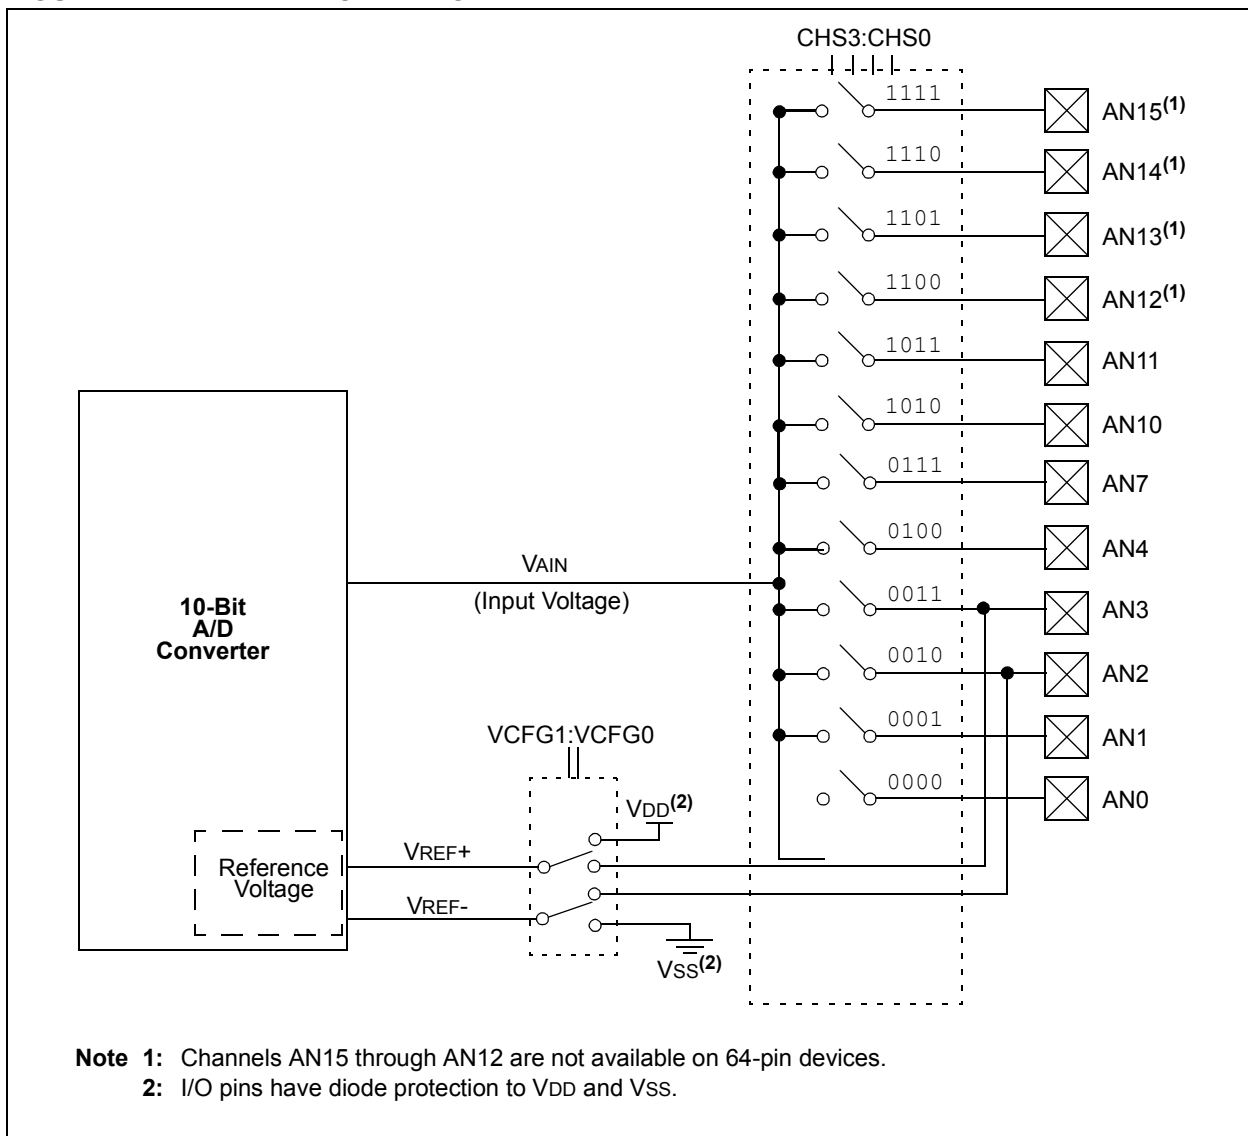 CHS3:CHS0
1111
AN15(1)
1110
AN14(1)
1101
AN13(1)
1100
AN12(1)
1011
AN11
1010
AN10
0111
AN7
0100
AN4
VAIN
(Input Voltage)
0011
AN3
10-Bit
A/D
Converter
0010
AN2
0001
AN1
VCFG1:VCFG0
0000
AN0
VDD(2)
VREF+
Reference
Voltage
VREF-
VSS(2)
Note 1: Channels AN15 through AN12 are not available on 64-pin devices.
2: I/O pins have diode protection to VDD and VSS.